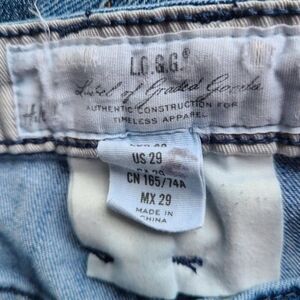 L.O.G.G.
Label of Graded Goods
AUTHENTIC CONSTRUCTION FOR
TIMELESS APPAREL
US 29
CN 165/74A
MX 29
MADE IN
CHINA